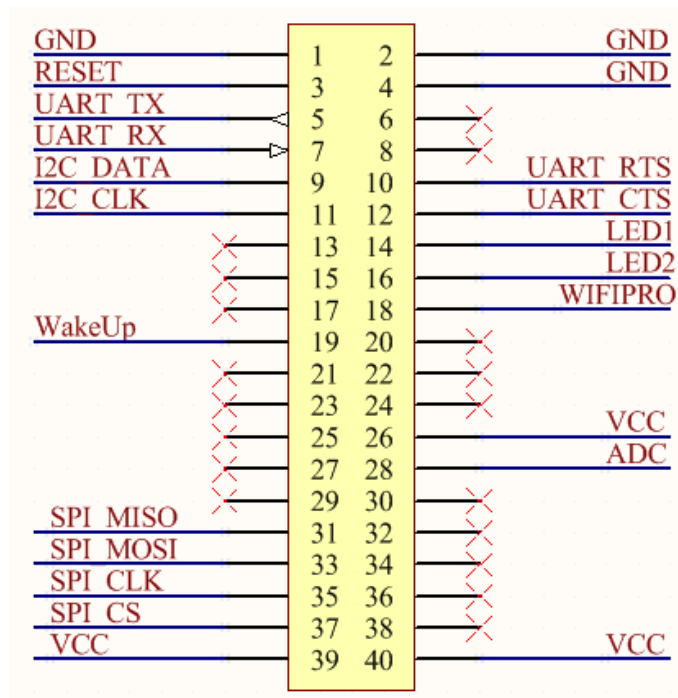 GND 1 2 GND
RESET 3 4 GND
UART_TX 5 6
UART_RX 7 8
I2C_DATA 9 10 UART_RTS
I2C_CLK 11 12 UART_CTS
13 14 LED1
15 16 LED2
17 18 WIFIPRO
WakeUp 19 20
21 22
23 24
25 26 VCC
27 28 ADC
29 30
SPI_MISO 31 32
SPI_MOSI 33 34
SPI_CLK 35 36
SPI_CS 37 38
VCC 39 40 VCC